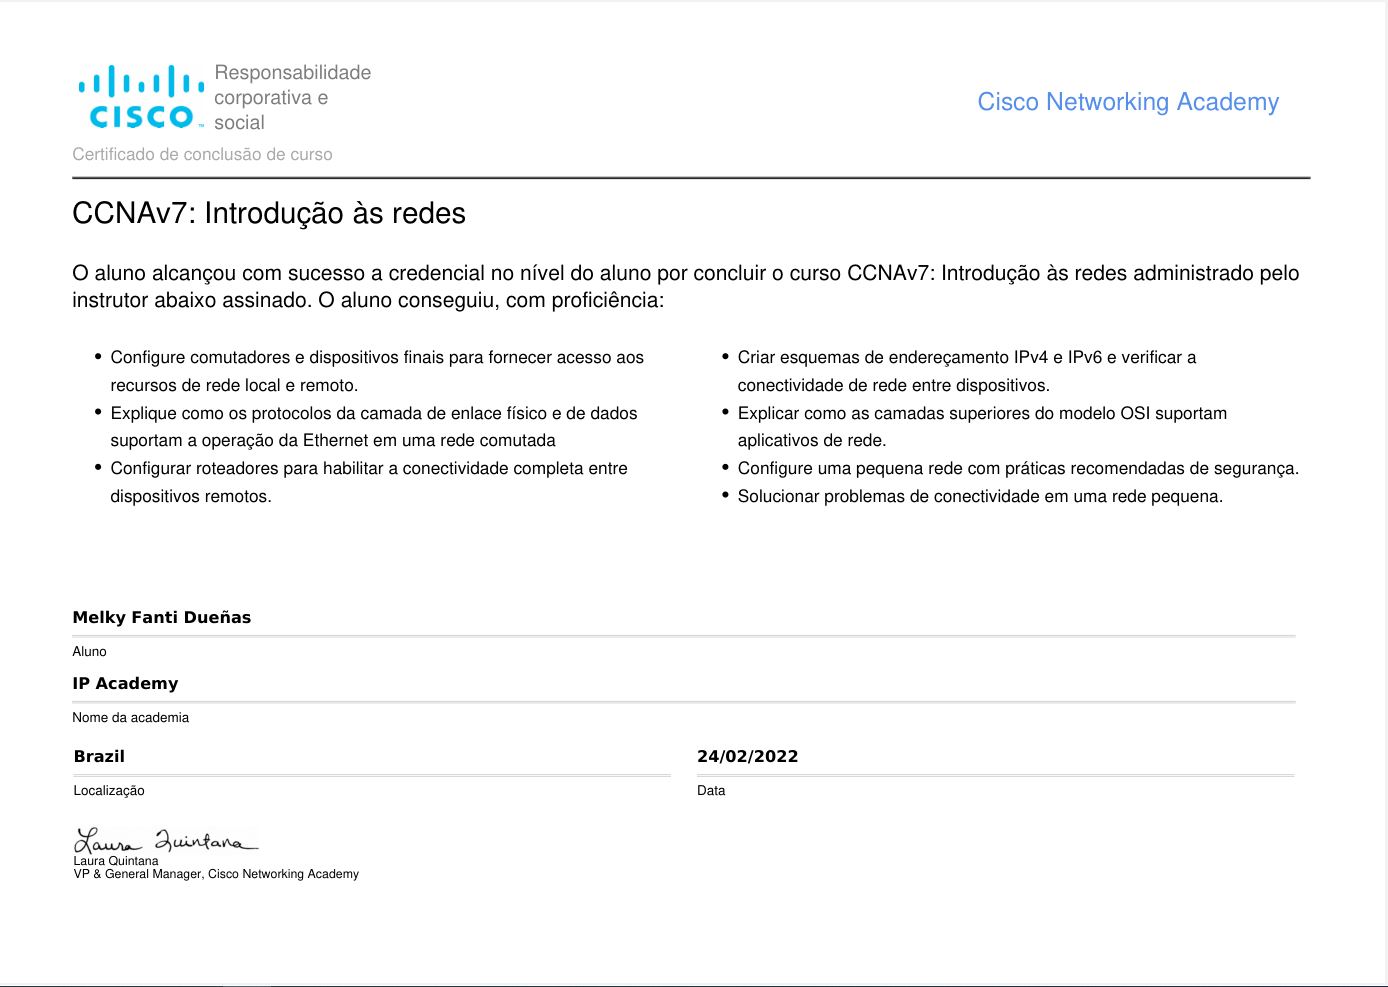 CISCO
Responsabilidade
corporativa e
social
Cisco Networking Academy
Certificado de conclusão de curso
CCNAv7: Introdução às redes
O aluno alcançou com sucesso a credencial no nível do aluno por concluir o curso CCNAv7: Introdução às redes administrado pelo
instrutor abaixo assinado. O aluno conseguiu, com proficiência:
• Configure comutadores e dispositivos finais para fornecer acesso aos
recursos de rede local e remoto.
• Explique como os protocolos da camada de enlace físico e de dados
suportam a operação da Ethernet em uma rede comutada
• Configurar roteadores para habilitar a conectividade completa entre
dispositivos remotos.
• Criar esquemas de endereçamento IPv4 e IPv6 e verificar a
conectividade de rede entre dispositivos.
• Explicar como as camadas superiores do modelo OSI suportam
aplicativos de rede.
• Configure uma pequena rede com práticas recomendadas de segurança.
• Solucionar problemas de conectividade em uma rede pequena.
Melky Fanti Dueñas
Aluno
IP Academy
Nome da academia
Brazil
Localização
24/02/2022
Data
Laura Quintana
Laura Quintana
VP & General Manager, Cisco Networking Academy